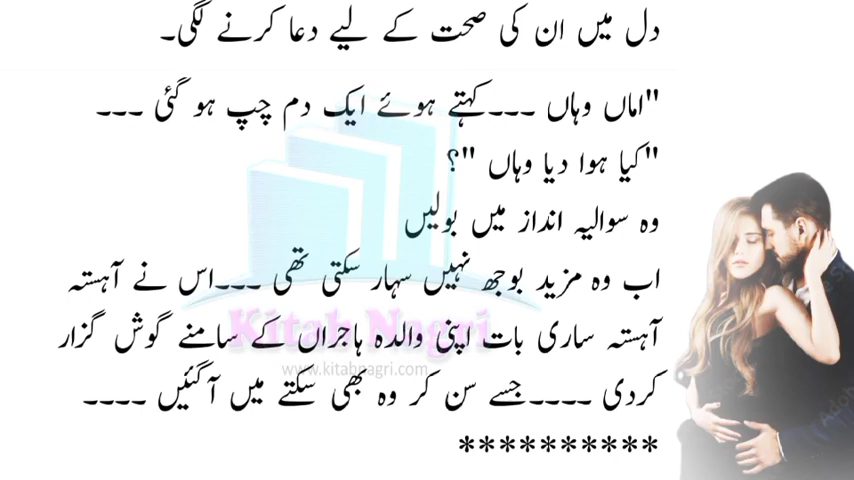 دل میں ان کی صحت کے لیے دعا کرنے لگی۔
"اماں وہاں ۔۔۔کہتے ہوئے ایک دم چپ ہو گئی ۔۔۔
"کیا ہوا دیا وہاں "؟
وہ سوالیہ انداز میں بولیں
اب وہ مزید بوجھ نہیں سہار سکتی تھی ۔۔۔اس نے آہستہ
آہستہ ساری بات اپنی والدہ ہاجراں کے سامنے گوش گزار
کردی ۔۔۔۔جسے سن کر وہ بھی سکتے میں آگئیں ۔۔۔۔
**********
Kitab Nagri
www.kitabnagri.com
Adobe S